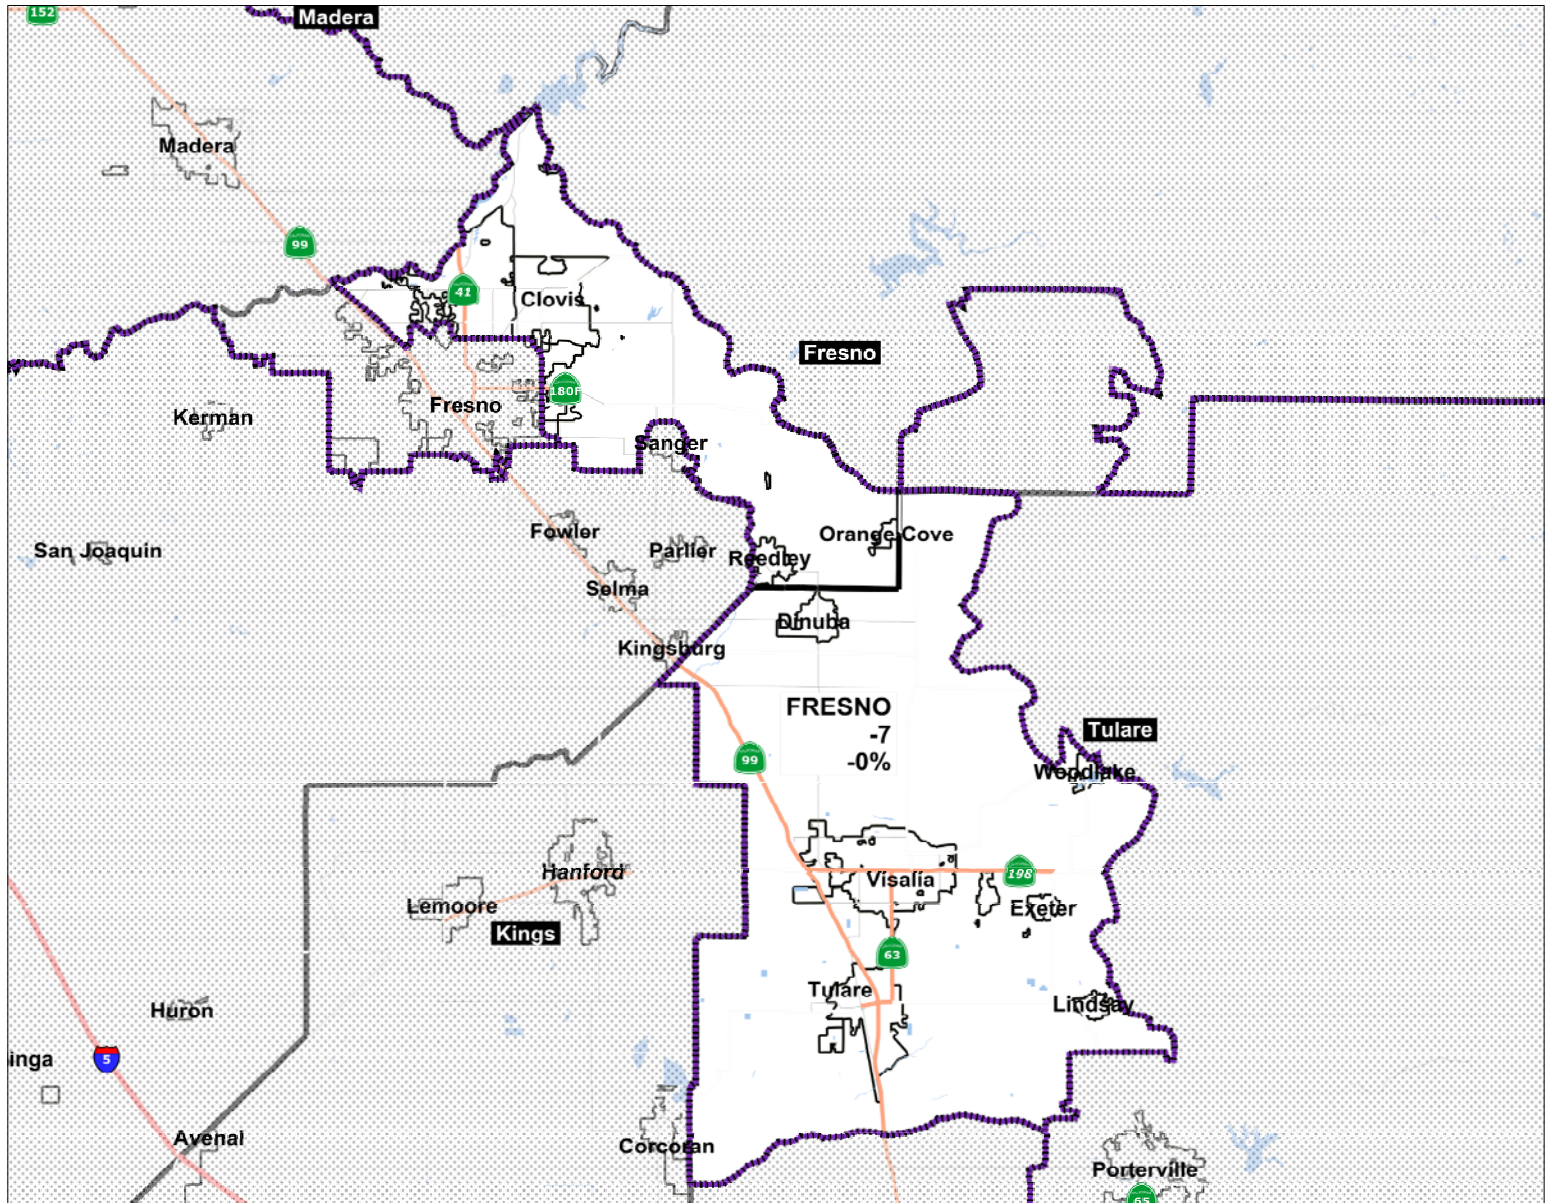 152
Madera
Madera
99
41
Clovis
Fresno
180F
Fresno
Kerman
Sanger
Fowler
Orange Cove
San Joaquin
Parlier
Reedley
Selma
Dinuba
Kingsburg
FRESNO
-7
-0%
Tulare
99
Woodlake
Hanford
198
Visalia
Lemoore
Exeter
Kings
63
Tulare
Huron
Lindsay
inga
5
Avenal
Corcoran
Porterville
65